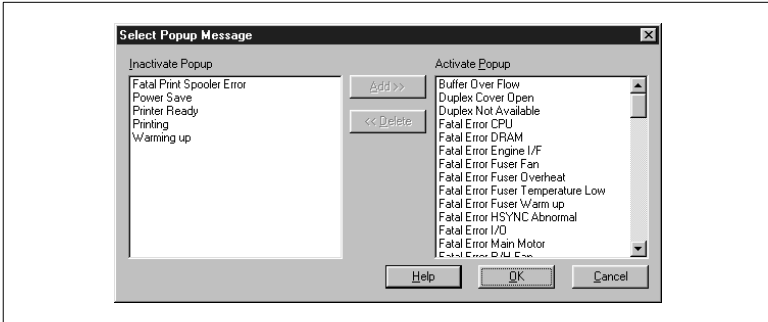 Select Popup Message
Inactivate Popup
Fatal Print Spooler Error
Power Save
Printer Ready
Printing
Warming up
Add >>
<< Delete
Activate Popup
Buffer Over Flow
Duplex Cover Open
Duplex Not Available
Fatal Error CPU
Fatal Error DRAM
Fatal Error Engine I/F
Fatal Error Fuser Fan
Fatal Error Fuser Overheat
Fatal Error Fuser Temperature Low
Fatal Error Fuser Warm up
Fatal Error HSYNC Abnormal
Fatal Error I/O
Fatal Error Main Motor
Fatal Error P/H Fan
Help
OK
Cancel